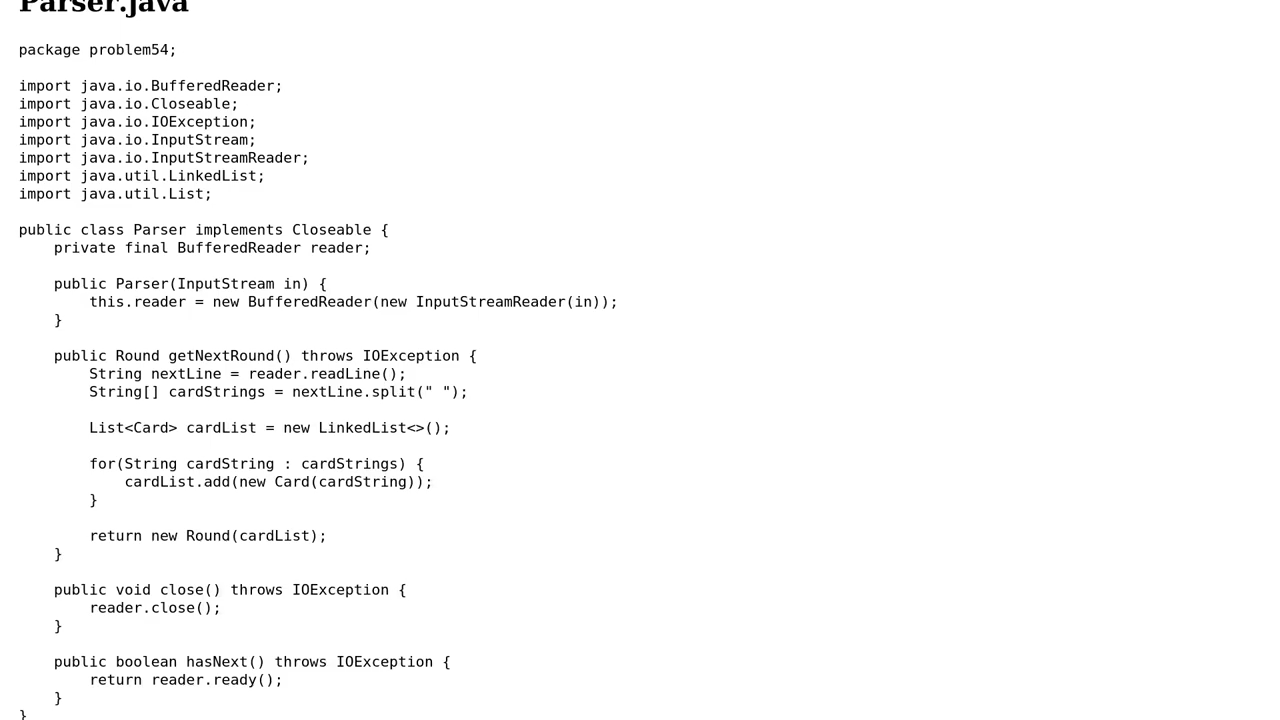 Parser.java
package problem54;
import java.io.BufferedReader;
import java.io.Closeable;
import java.io.IOException;
import java.io.InputStream;
import java.io.InputStreamReader;
import java.util.LinkedList;
import java.util.List;
public class Parser implements Closeable {
    private final BufferedReader reader;
    public Parser(InputStream in) {
        this.reader = new BufferedReader(new InputStreamReader(in));
    }
    public Round getNextRound() throws IOException {
        String nextLine = reader.readLine();
        String[] cardStrings = nextLine.split(" ");
        List<Card> cardList = new LinkedList<>();
        for(String cardString : cardStrings) {
            cardList.add(new Card(cardString));
        }
        return new Round(cardList);
    }
    public void close() throws IOException {
        reader.close();
    }
    public boolean hasNext() throws IOException {
        return reader.ready();
    }
}